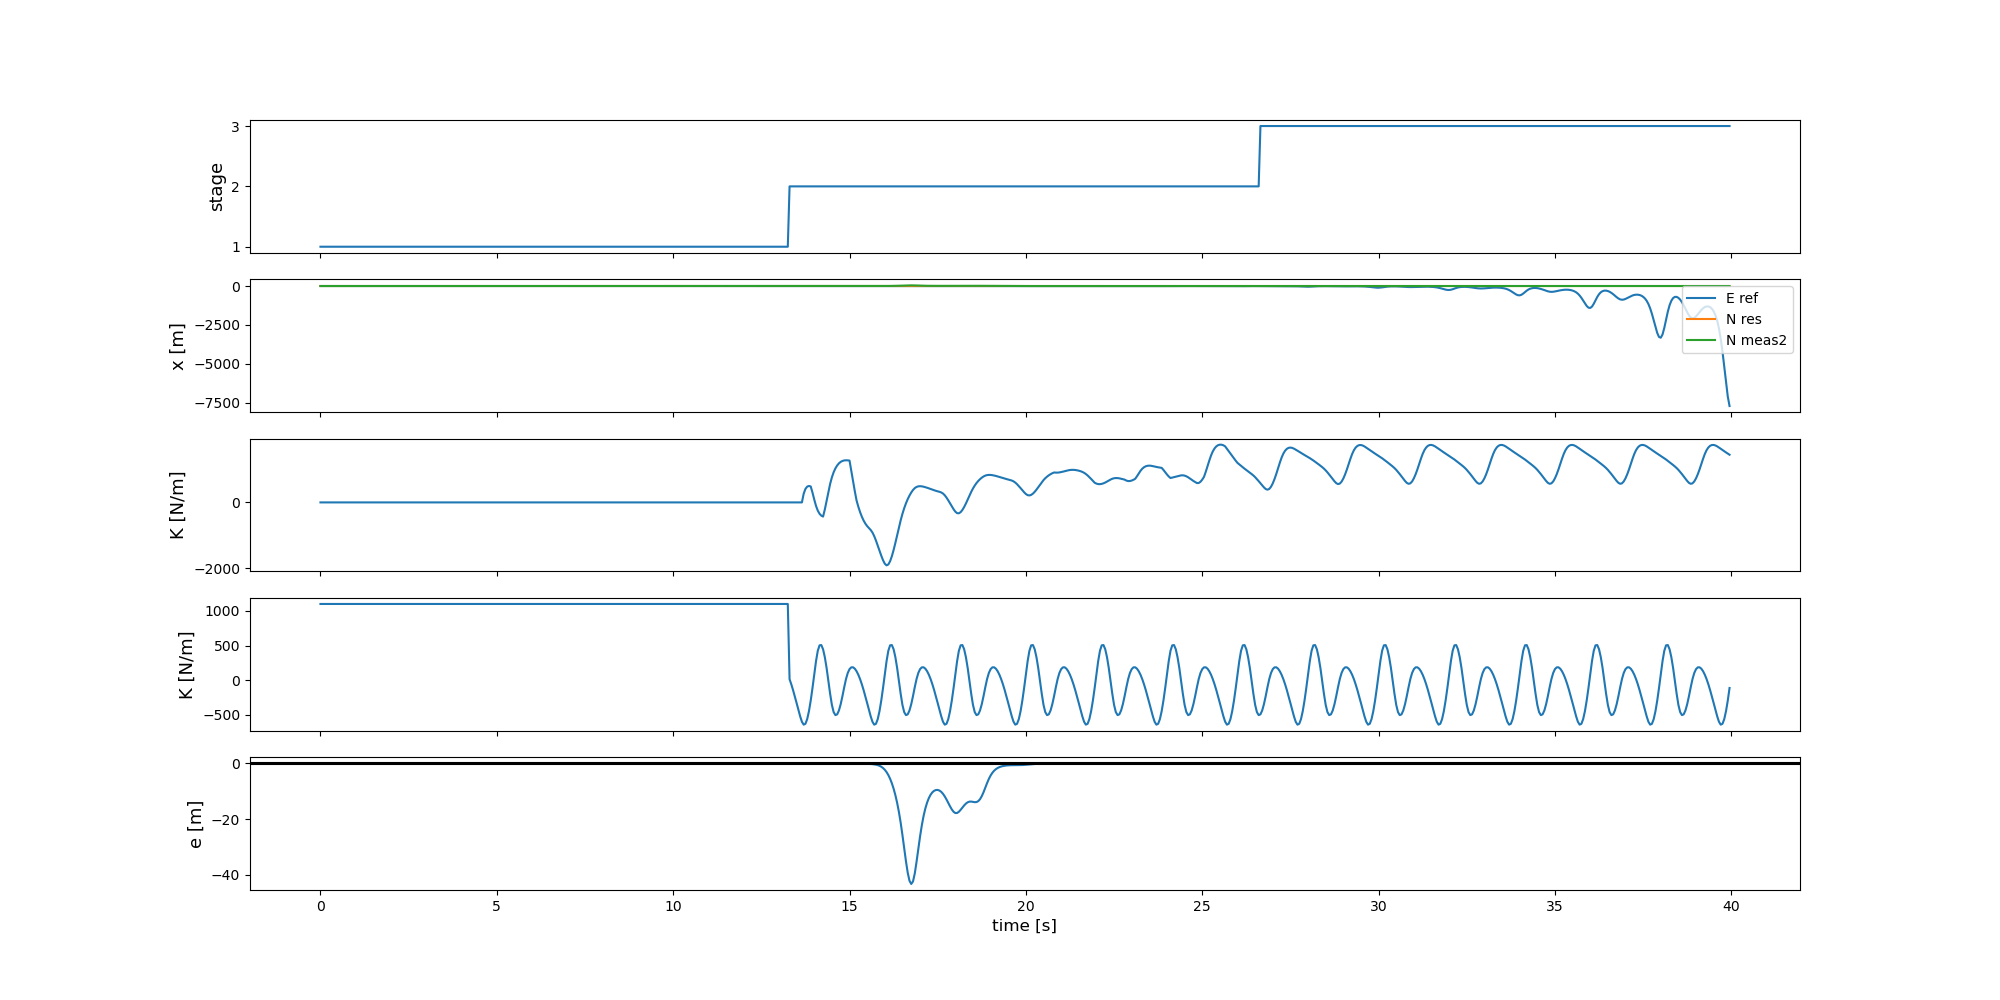 3
2
1
stage
0
−2500
−5000
−7500
x [m]
E ref
N res
N meas2
0
−2000
K [N/m]
1000
500
0
−500
K [N/m]
0
−20
−40
e [m]
0 5 10 15 20 25 30 35 40
time [s]